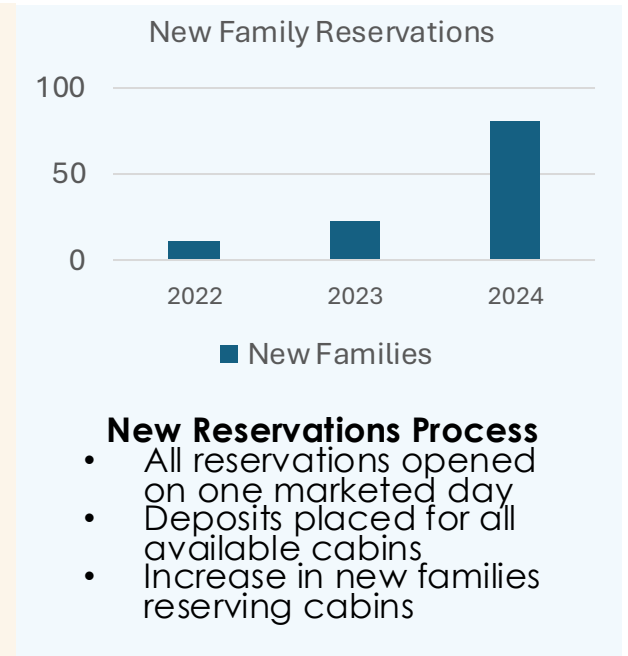 New Family Reservations
100
50
0
2022 2023 2024
New Families
New Reservations Process
• All reservations opened
on one marketed day
• Deposits placed for all
available cabins
• Increase in new families
reserving cabins